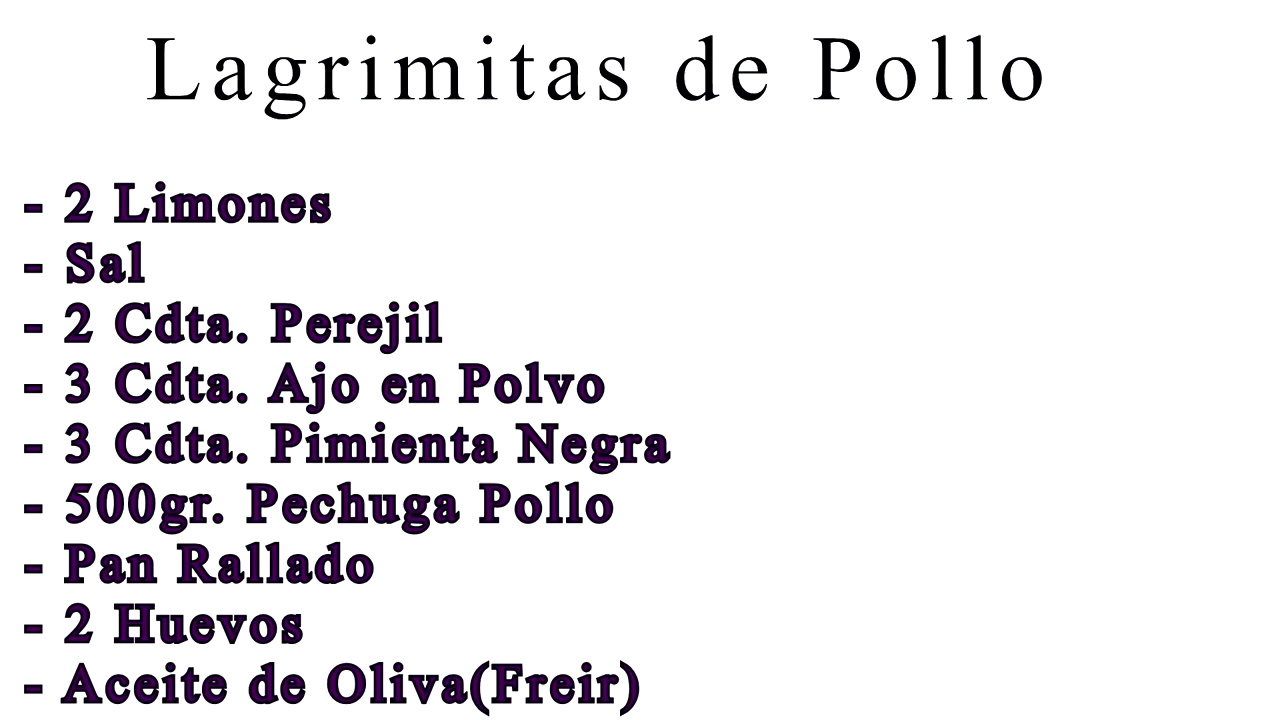 Lagrimitas de Pollo
- 2 Limones
- Sal
- 2 Cdta. Perejil
- 3 Cdta. Ajo en Polvo
- 3 Cdta. Pimienta Negra
- 500gr. Pechuga Pollo
- Pan Rallado
- 2 Huevos
- Aceite de Oliva(Freir)